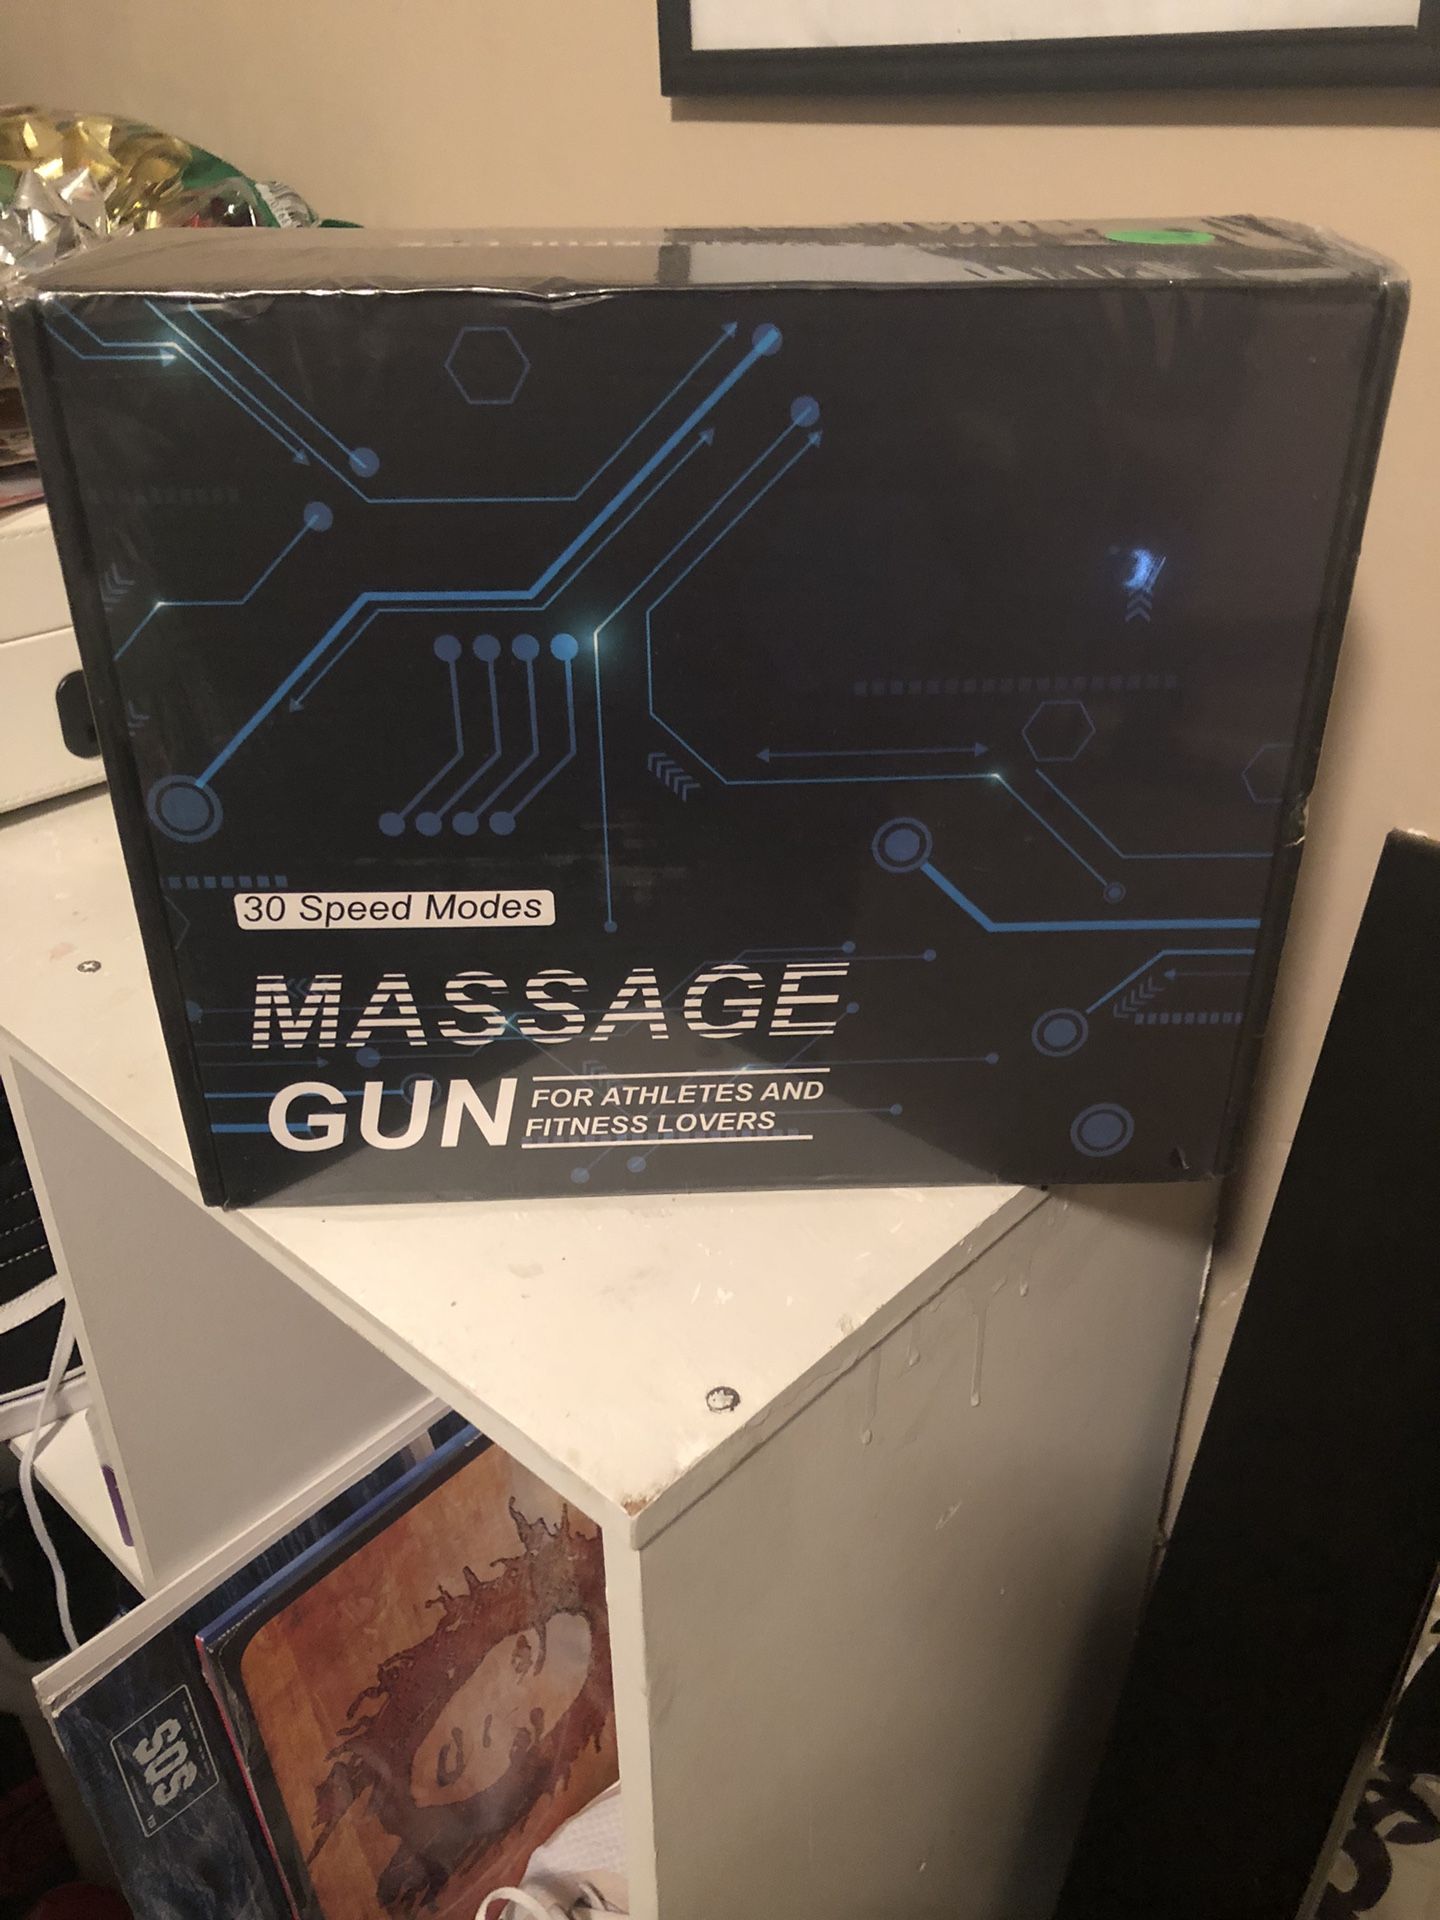 30 Speed Modes
MASSAGE
GUN
FOR ATHLETES AND
FITNESS LOVERS
SOS